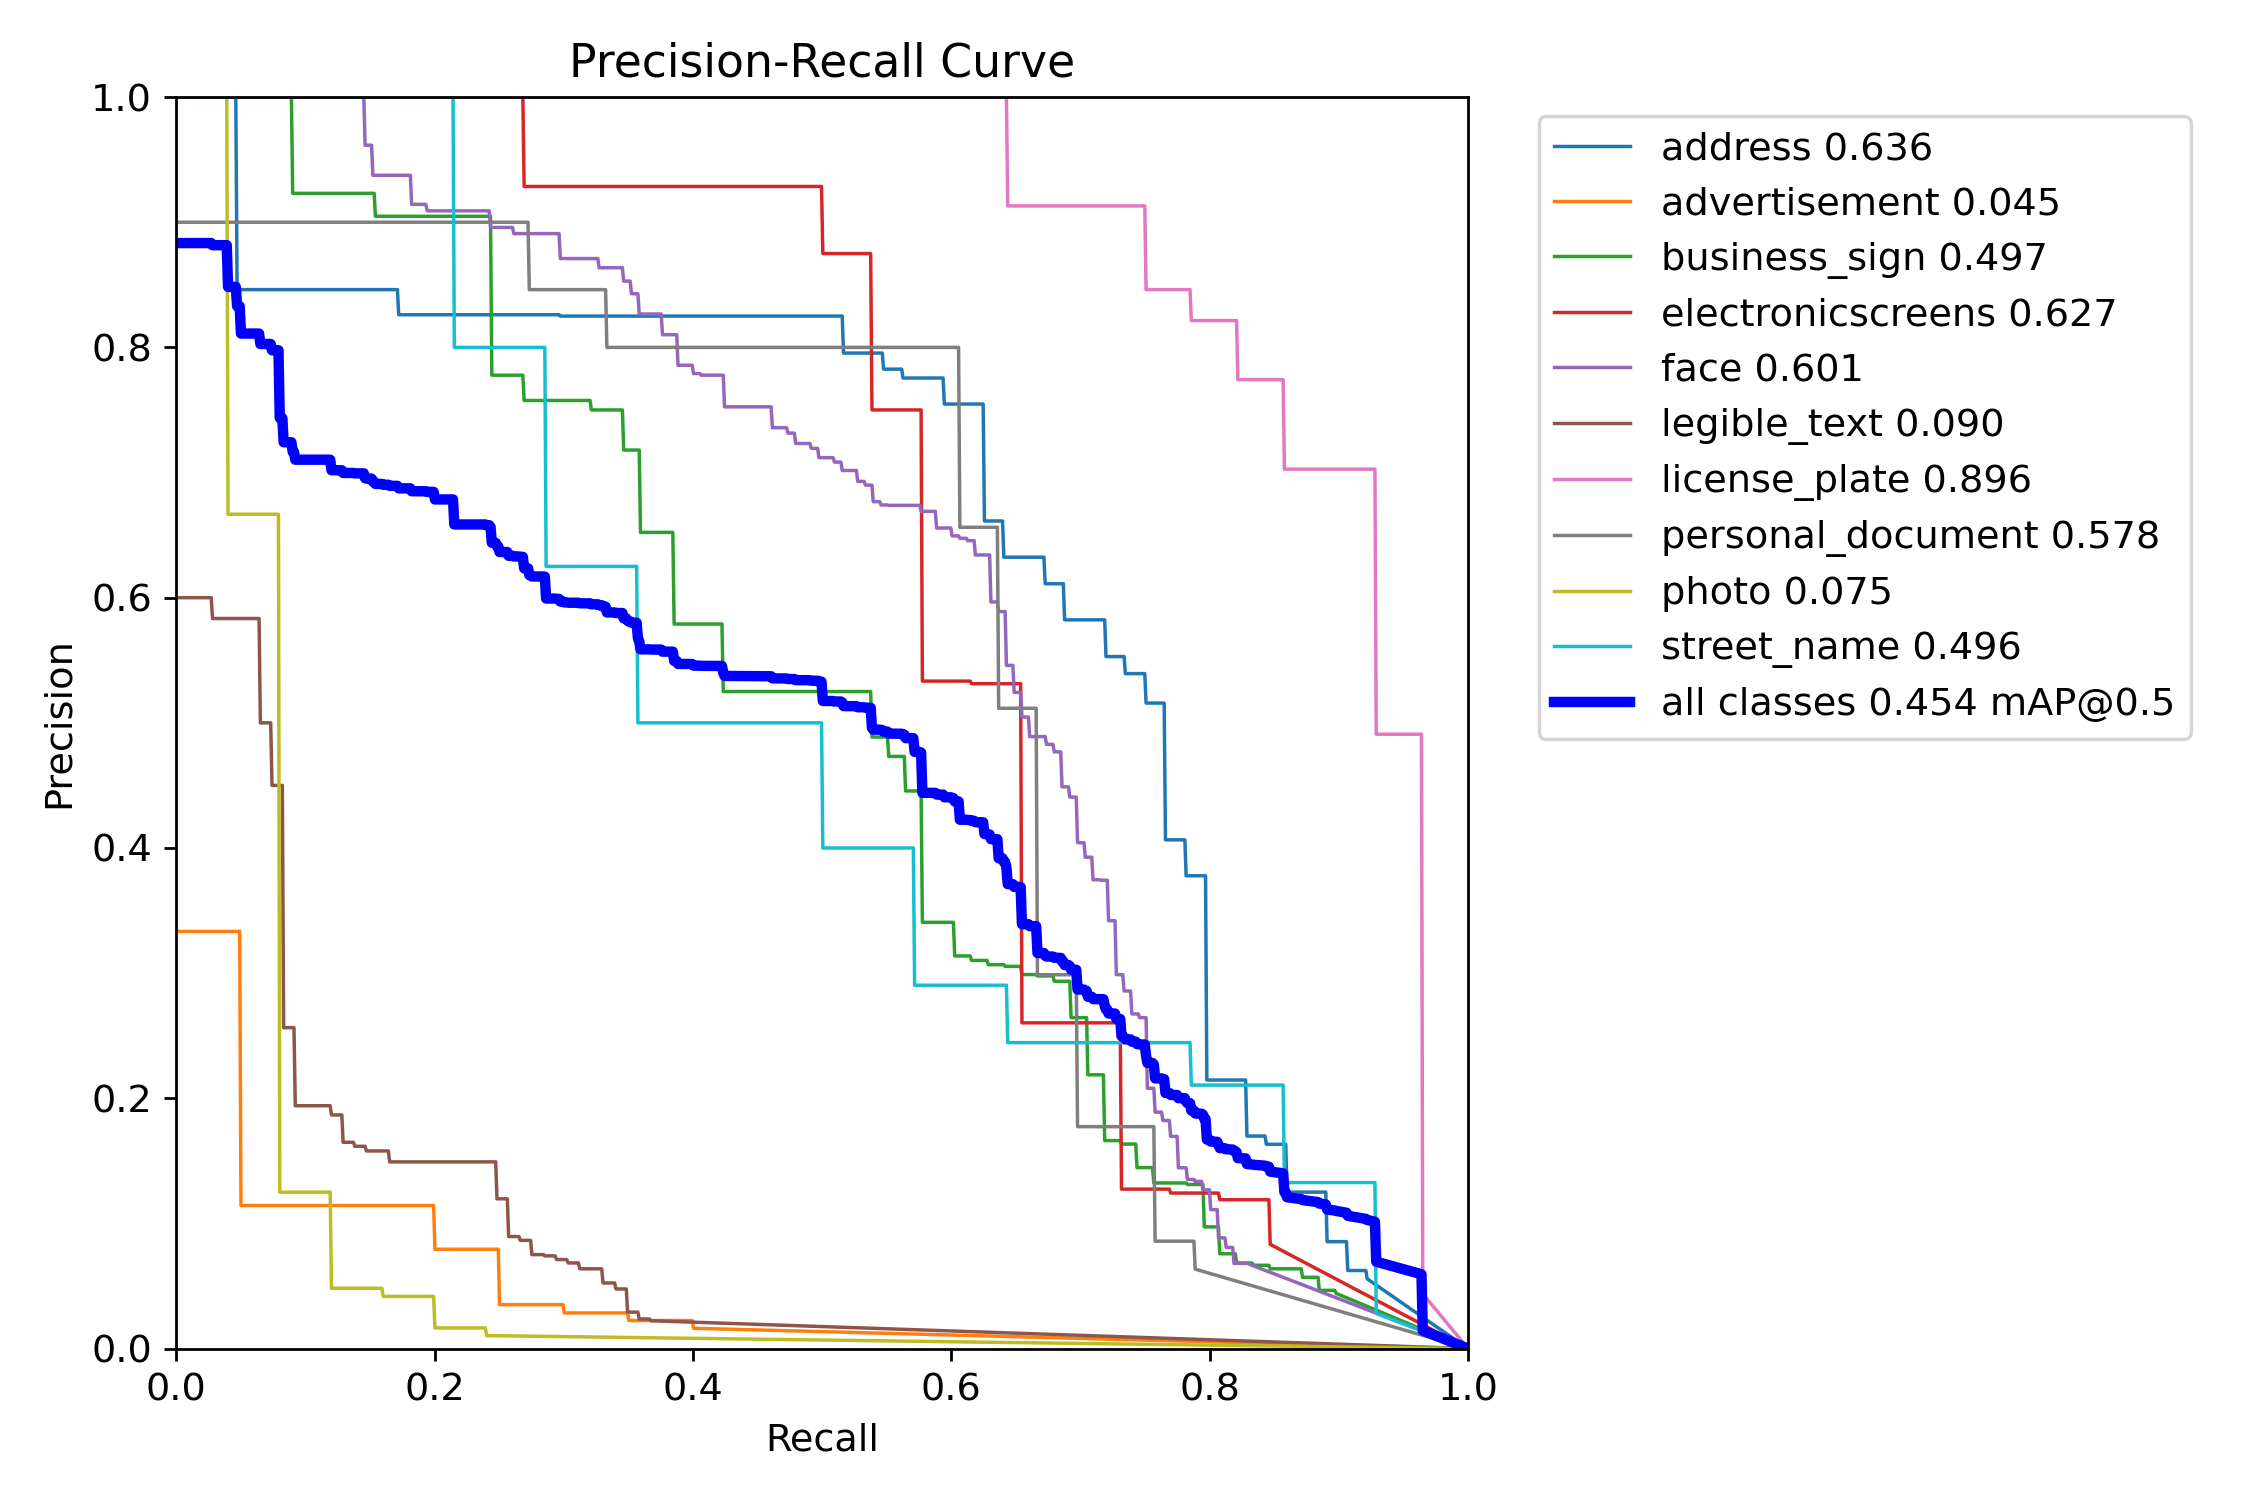 Precision-Recall Curve
1.0
0.8
0.6
0.4
0.2
0.0
Precision
0.0 0.2 0.4 0.6 0.8 1.0
Recall
address 0.636
advertisement 0.045
business_sign 0.497
electronicscreens 0.627
face 0.601
legible_text 0.090
license_plate 0.896
personal_document 0.578
photo 0.075
street_name 0.496
all classes 0.454 mAP@0.5